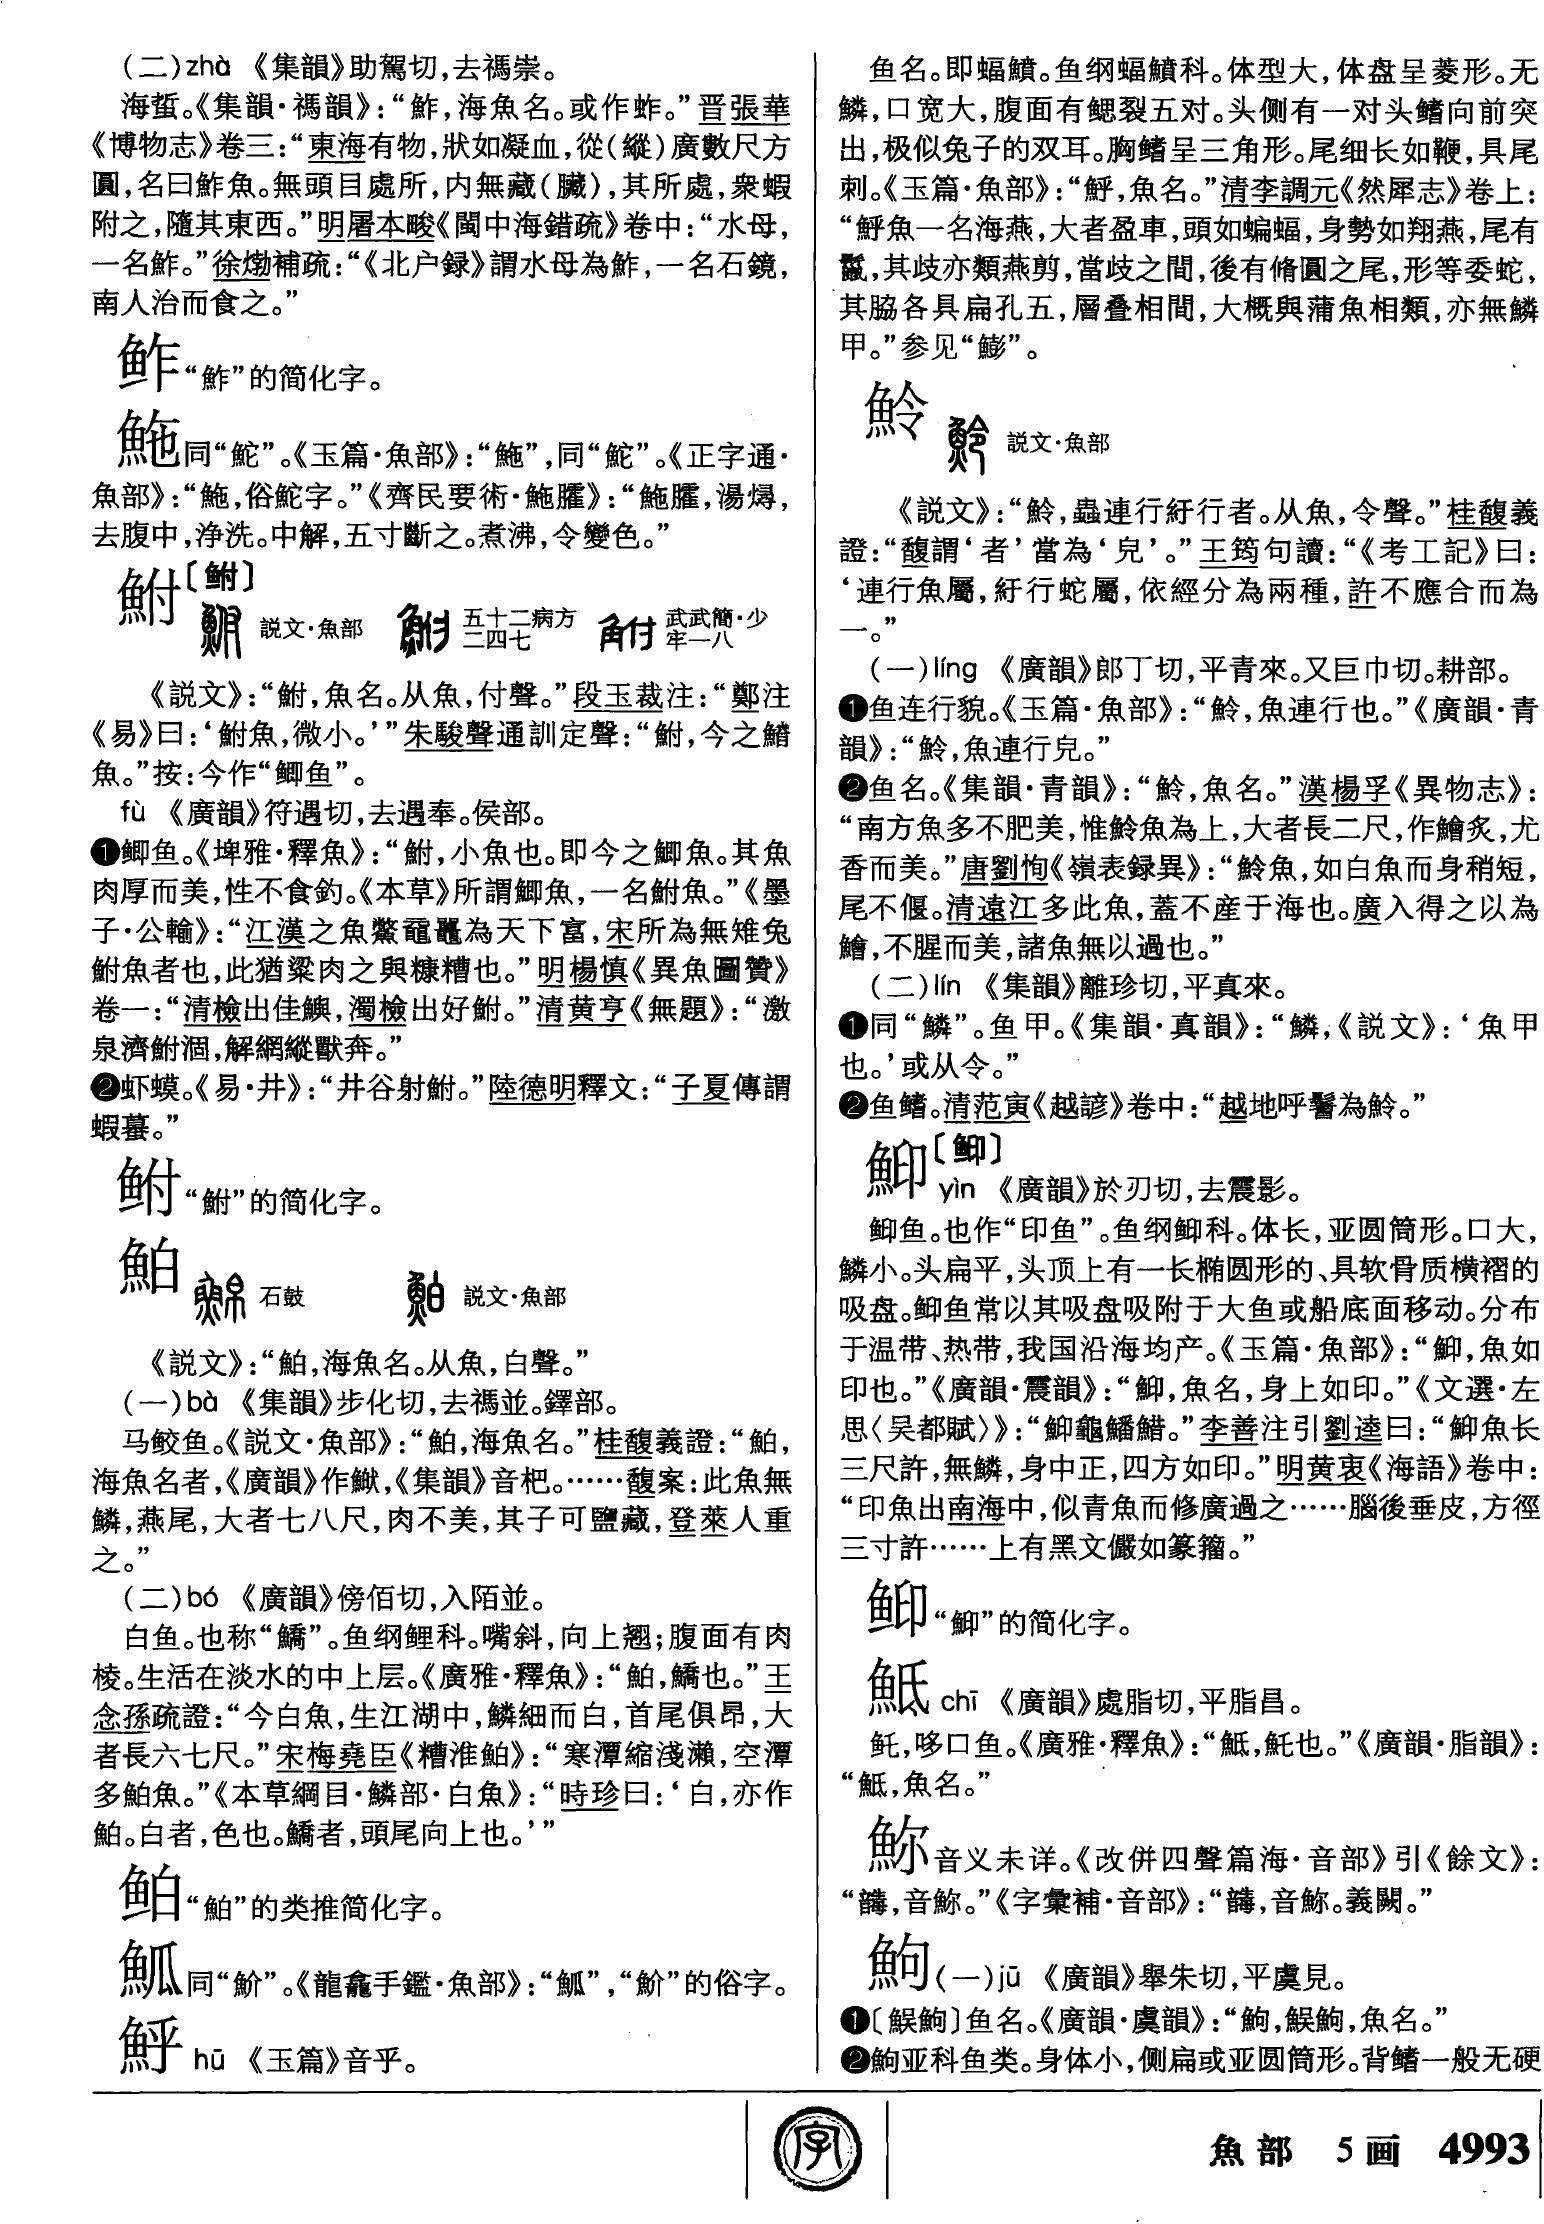 (二)zhà 《集韻》助駕切,去禡崇。
海蜇。《集韻·禡韻》:“鮓,海魚名。或作蚱。”晋張華
《博物志》卷三:“東海有物,狀如凝血,從(縱)廣數尺方
圓,名曰鮓魚。無頭目處所,内無藏(臟),其所處,衆蝦
附之,隨其東西。”明屠本畯《閩中海錯疏》卷中:“水母,
一名鮓。”徐𤊹補疏:“《北户録》謂水母為鮓,一名石鏡,
南人治而食之。”
鲊“鮓”的简化字。
鮑同“鮀”。《玉篇·魚部》:“䱇”,同“鮀”。《正字通·
魚部》:“䱇,俗鮀字。”《齊民要術·䱇臛》:“䱇臛,湯燖,
去腹中,净洗。中解,五寸斷之。煮沸,令變色。”
鮒〔鲋〕
説文·魚部 五十二病方 二四七 武武簡·少 牢一八
《説文》:“鮒,魚名。从魚,付聲。”段玉裁注:“鄭注
《易》曰:‘鮒魚,微小。’”朱駿聲通訓定聲:“鮒,今之鰿
魚。”按:今作“鲫鱼”。
fù 《廣韻》符遇切,去遇奉。侯部。
❶鲫鱼。《埤雅·釋魚》:“鮒,小魚也。即今之鯽魚。其魚
肉厚而美,性不食釣。《本草》所謂鯽魚,一名鮒魚。”《墨
子·公輸》:“江漢之魚鱉黿鼉為天下富,宋所為無雉兔
鮒魚者也,此猶粱肉之與糠糟也。”明楊慎《異魚圖贊》
卷一:“清檢出佳鱮,濁檢出好鮒。”清黄亨《無題》:“激
泉濟鮒涸,解網縱獸奔。”
❷虾蟆。《易·井》:“井谷射鮒。”陸德明釋文:“子夏傳謂
蝦蟇。”
鲋“鮒”的简化字。
鮊
石鼓 説文·魚部
《説文》:“鮊,海魚名。从魚,白聲。”
(一)bà 《集韻》步化切,去禡並。鐸部。
马鲛鱼。《説文·魚部》:“鮊,海魚名。”桂馥義證:“鮊,
海魚名者,《廣韻》作鮲,《集韻》音杷。……馥案:此魚無
鱗,燕尾,大者七八尺,肉不美,其子可鹽藏,登萊人重
之。”
(二)bó 《廣韻》傍佰切,入陌並。
白鱼。也称“鱎”。鱼纲鲤科。嘴斜,向上翘;腹面有肉
棱。生活在淡水的中上层。《廣雅·釋魚》:“鮊,鱎也。”王
念孫疏證:“今白魚,生江湖中,鱗細而白,首尾俱昂,大
者長六七尺。”宋梅堯臣《糟淮鮊》:“寒潭縮淺瀨,空潭
多鮊魚。”《本草綱目·鱗部·白魚》:“時珍曰:‘白,亦作
鮊。白者,色也。鱎者,頭尾向上也。’”
鲌“鮊”的类推简化字。
同“魪”。《龍龕手鑑·魚部》:“”,“魪”的俗字。
魼 hū 《玉篇》音乎。
鱼名。即蝠鲼。鱼纲蝠鲼科。体型大,体盘呈菱形。无
鳞,口宽大,腹面有鳃裂五对。头侧有一对头鳍向前突
出,极似兔子的双耳。胸鳍呈三角形。尾细长如鞭,具尾
刺。《玉篇·魚部》:“䱐,魚名。”清李調元《然犀志》卷上:
“䱐魚一名海燕,大者盈車,頭如蝙蝠,身勢如翔燕,尾有
鬣,其歧亦類燕剪,當歧之間,後有脩圓之尾,形等委蛇,
其脇各具扁孔五,層叠相間,大概與蒲魚相類,亦無鱗
甲。”参见“䱟”。
魿
説文·魚部
《説文》:“魿,蟲連行紆行者。从魚,令聲。”桂馥義
證:“馥謂‘者’當為‘皃’。”王筠句讀:“《考工記》曰:
‘連行魚屬,紆行蛇屬,依經分為兩種,許不應合而為
一。”
(一)líng 《廣韻》郎丁切,平青來。又巨巾切。耕部。
❶鱼连行貌。《玉篇·魚部》:“魿,魚連行也。”《廣韻·青
韻》:“魿,魚連行皃。”
❷鱼名。《集韻·青韻》:“魿,魚名。”漢楊孚《異物志》:
“南方魚多不肥美,惟魿魚為上,大者長二尺,作鱠炙,尤
香而美。”唐劉恂《嶺表録異》:“魿魚,如白魚而身稍短,
尾不偃。清遠江多此魚,蓋不産于海也。廣入得之以為
鱠,不腥而美,諸魚無以過也。”
(二)lín 《集韻》離珍切,平真來。
❶同“鱗”。鱼甲。《集韻·真韻》:“鱗,《説文》:‘魚甲
也。’或从令。”
❷鱼鳍。清范寅《越諺》卷中:“越地呼鬐為魿。”
䲟〔䲟〕
yìn 《廣韻》於刃切,去震影。
䲟鱼。也作“印鱼”。鱼纲䲟科。体长,亚圆筒形。口大,
鳞小。头扁平,头顶上有一长椭圆形的、具软骨质横褶的
吸盘。䲟鱼常以其吸盘吸附于大鱼或船底面移动。分布
于温带、热带,我国沿海均产。《玉篇·魚部》:“鮣,魚如
印也。”《廣韻·震韻》:“鮣,魚名,身上如印。”《文選·左
思〈吴都賦〉》:“鮣龜鱕䱜。”李善注引劉逵曰:“鮣魚长
三尺許,無鱗,身中正,四方如印。”明黄衷《海語》卷中:
“印魚出南海中,似青魚而修廣過之……腦後垂皮,方徑
三寸許……上有黑文儼如篆籀。”
䲟“鮣”的简化字。
䱃 chī 《廣韻》處脂切,平脂昌。
魠,哆口鱼。《廣雅·釋魚》:“䱃,魠也。”《廣韻·脂韻》:
“䱃,魚名。”
音义未详。《改併四聲篇海·音部》引《餘文》:
“,音。”《字彙補·音部》:“,音。義闕。”
鮈(一)jū 《廣韻》舉朱切,平虞見。
❶〔鯸鮈〕鱼名。《廣韻·虞韻》:“鮈,鯸鮈,魚名。”
❷鮈亚科鱼类。身体小,侧扁或亚圆筒形。背鳍一般无硬
字
魚部 5画 4993